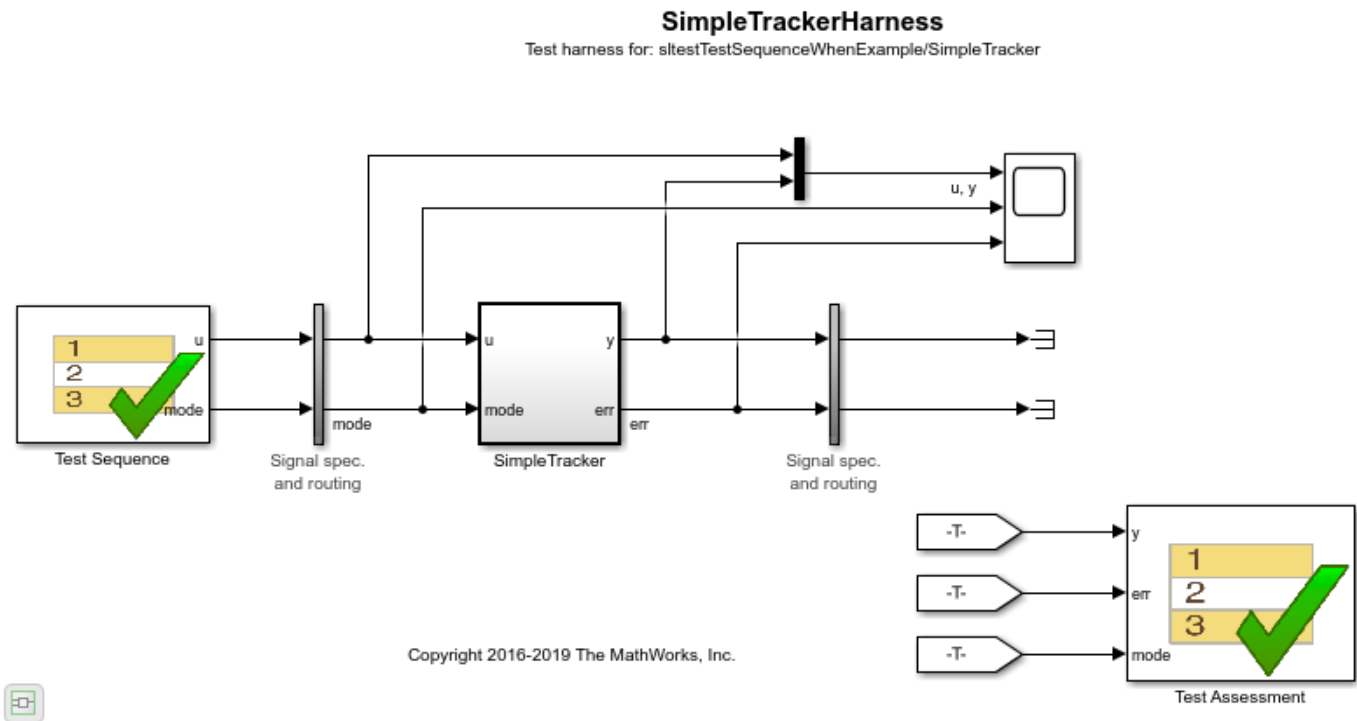 SimpleTrackerHarness
Test harness for: sltestTestSequenceWhenExample/SimpleTracker
u, y
u
1
2
3
mode
Test Sequence
mode
Signal spec.
and routing
u
y
mode
err
SimpleTracker
err
Signal spec.
and routing
-T-
y
-T-
err
-T-
mode
1
2
3
Test Assessment
Copyright 2016-2019 The MathWorks, Inc.